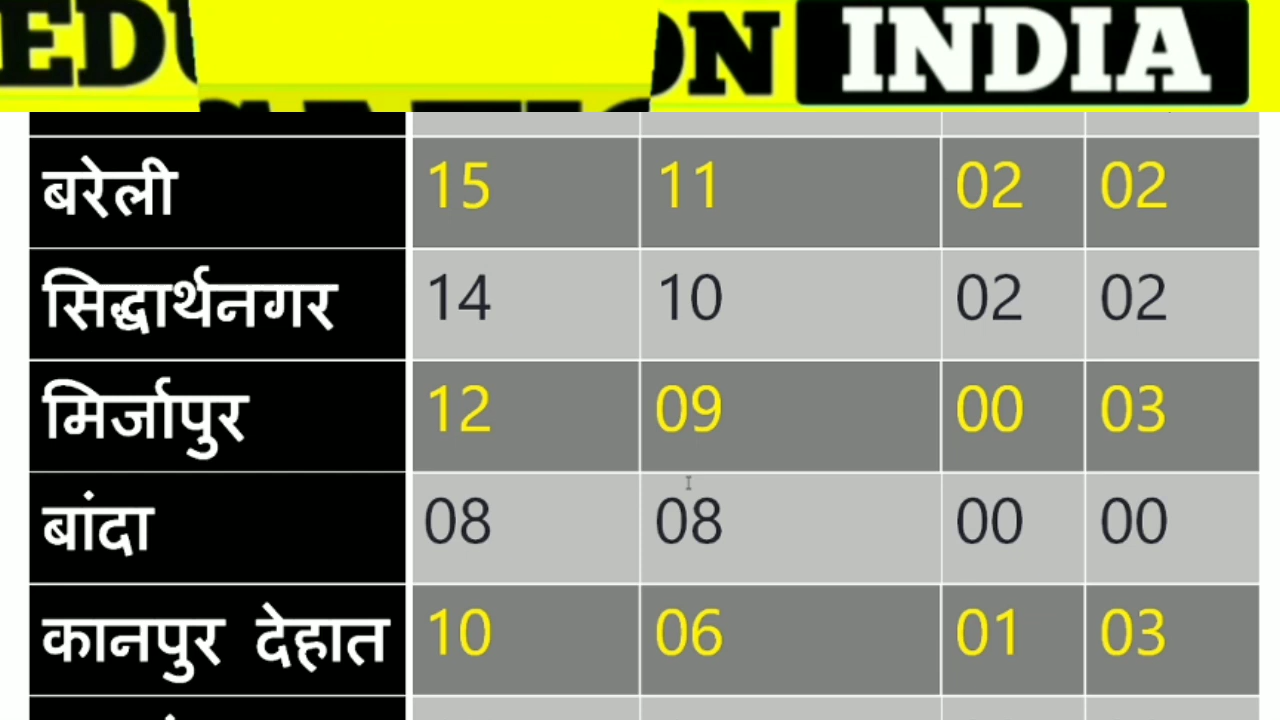 INDIA
बरेली 15 11 02 02
सिद्धार्थनगर 14 10 02 02
मिर्जापुर 12 09 00 03
बांदा 08 08 00 00
कानपुर देहात 10 06 01 03